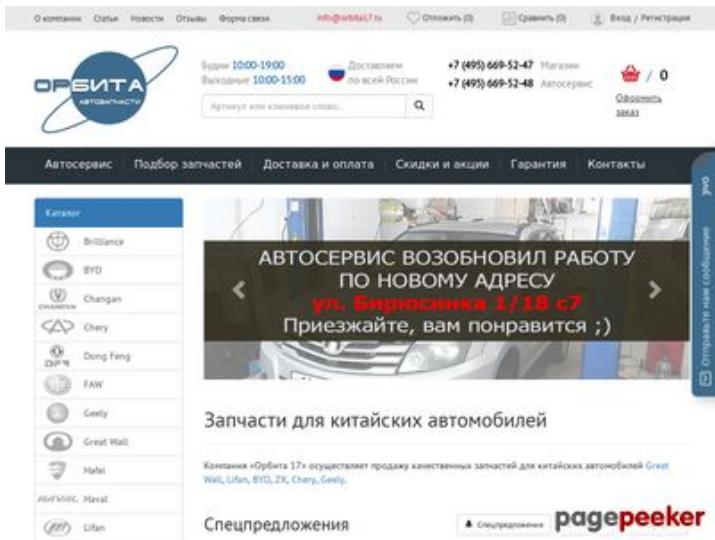 О компании Статьи Новости Отзывы Форма связи info@orbita17.ru Отложить (0) Сравнить (0) Вход / Регистрация
ОРБИТА
АВТОЗАПЧАСТИ
Будни 10:00-19:00
Выходные 10:00-15:00
Доставляем
по всей России
+7 (495) 669-52-47 Магазин
+7 (495) 669-52-48 Автосервис
/ 0
Оформить
заказ
Артикул или ключевое слово..
Автосервис Подбор запчастей Доставка и оплата Скидки и акции Гарантия Контакты
Каталог
Brilliance
BYD
Changan
Chery
Dong Feng
FAW
Geely
Great Wall
Hafei
Haval
Lifan
АВТОСЕРВИС ВОЗОБНОВИЛ РАБОТУ
ПО НОВОМУ АДРЕСУ
ул. Бирюсинка 1/18 с7
Приезжайте, вам понравится ;)
Отправьте нам сообщение jivo
Запчасти для китайских автомобилей
Компания «Орбита 17» осуществляет продажу качественных запчастей для китайских автомобилей Great
Wall, Lifan, BYD, ZX, Chery, Geely.
Спецпредложения
Спецпредложения
pagepeeker